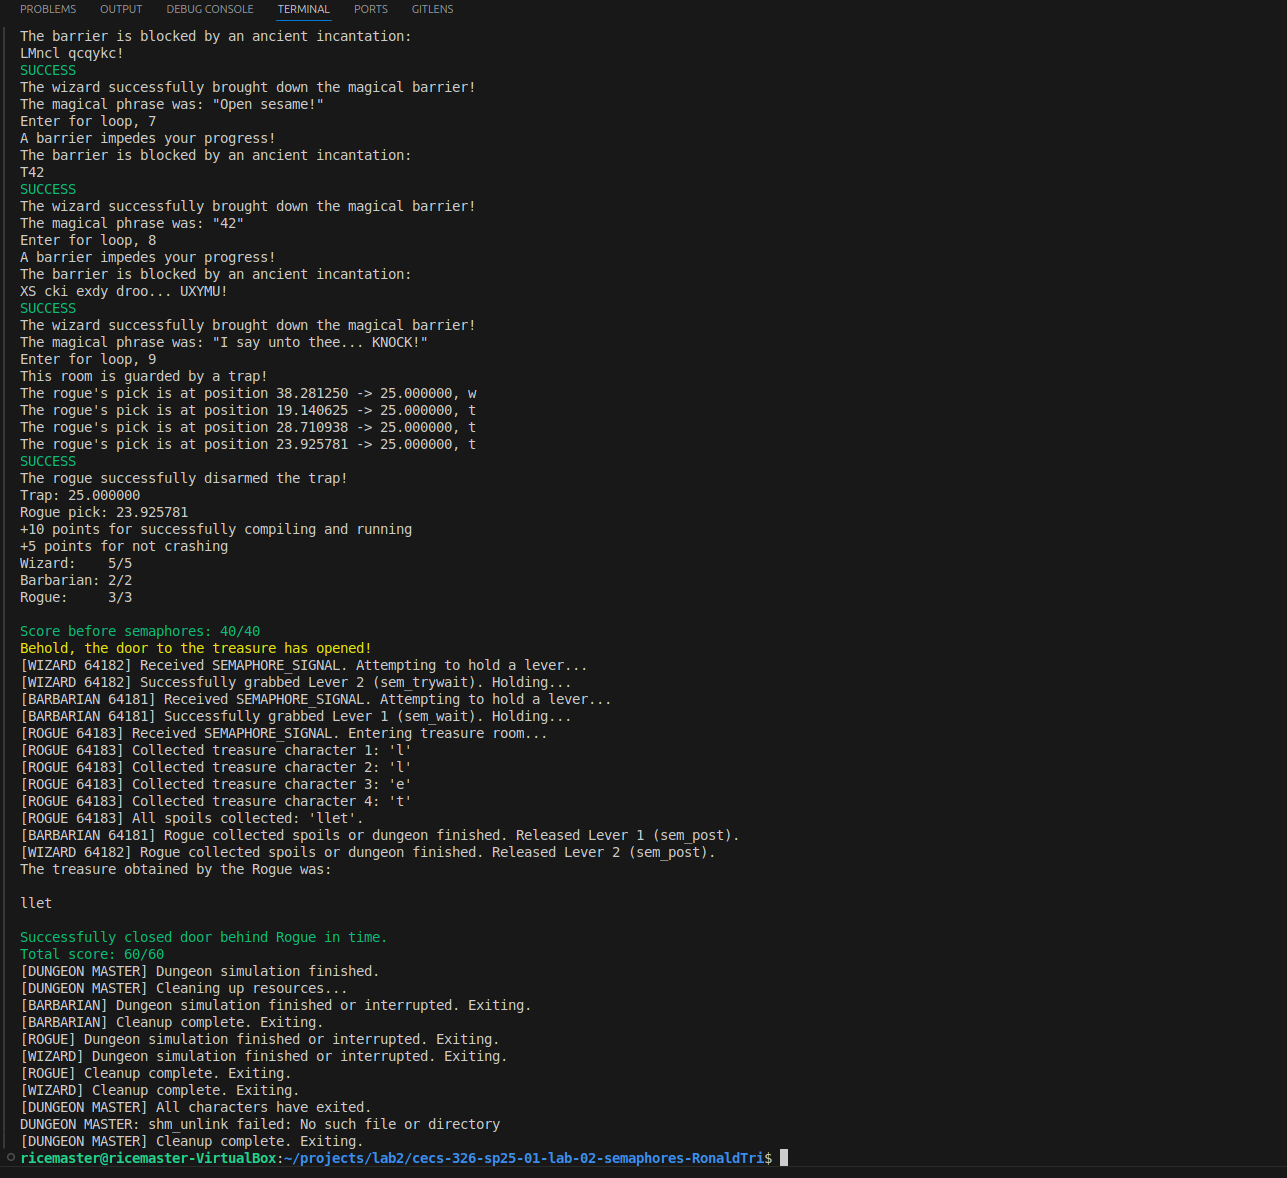 PROBLEMS OUTPUT DEBUG CONSOLE TERMINAL PORTS GITLENS
The barrier is blocked by an ancient incantation:
LMncl qcqykc!
SUCCESS
The wizard successfully brought down the magical barrier!
The magical phrase was: "Open sesame!"
Enter for loop, 7
A barrier impedes your progress!
The barrier is blocked by an ancient incantation:
T42
SUCCESS
The wizard successfully brought down the magical barrier!
The magical phrase was: "42"
Enter for loop, 8
A barrier impedes your progress!
The barrier is blocked by an ancient incantation:
XS cki exdy droo... UXYMU!
SUCCESS
The wizard successfully brought down the magical barrier!
The magical phrase was: "I say unto thee... KNOCK!"
Enter for loop, 9
This room is guarded by a trap!
The rogue's pick is at position 38.281250 -> 25.000000, w
The rogue's pick is at position 19.140625 -> 25.000000, t
The rogue's pick is at position 28.710938 -> 25.000000, t
The rogue's pick is at position 23.925781 -> 25.000000, t
SUCCESS
The rogue successfully disarmed the trap!
Trap: 25.000000
Rogue pick: 23.925781
+10 points for successfully compiling and running
+5 points for not crashing
Wizard:    5/5
Barbarian: 2/2
Rogue:     3/3
Score before semaphores: 40/40
Behold, the door to the treasure has opened!
[WIZARD 64182] Received SEMAPHORE_SIGNAL. Attempting to hold a lever...
[WIZARD 64182] Successfully grabbed Lever 2 (sem_trywait). Holding...
[BARBARIAN 64181] Received SEMAPHORE_SIGNAL. Attempting to hold a lever...
[BARBARIAN 64181] Successfully grabbed Lever 1 (sem_wait). Holding...
[ROGUE 64183] Received SEMAPHORE_SIGNAL. Entering treasure room...
[ROGUE 64183] Collected treasure character 1: 'l'
[ROGUE 64183] Collected treasure character 2: 'l'
[ROGUE 64183] Collected treasure character 3: 'e'
[ROGUE 64183] Collected treasure character 4: 't'
[ROGUE 64183] All spoils collected: 'llet'.
[BARBARIAN 64181] Rogue collected spoils or dungeon finished. Released Lever 1 (sem_post).
[WIZARD 64182] Rogue collected spoils or dungeon finished. Released Lever 2 (sem_post).
The treasure obtained by the Rogue was:
llet
Successfully closed door behind Rogue in time.
Total score: 60/60
[DUNGEON MASTER] Dungeon simulation finished.
[DUNGEON MASTER] Cleaning up resources...
[BARBARIAN] Dungeon simulation finished or interrupted. Exiting.
[BARBARIAN] Cleanup complete. Exiting.
[ROGUE] Dungeon simulation finished or interrupted. Exiting.
[WIZARD] Dungeon simulation finished or interrupted. Exiting.
[ROGUE] Cleanup complete. Exiting.
[WIZARD] Cleanup complete. Exiting.
[DUNGEON MASTER] All characters have exited.
DUNGEON MASTER: shm_unlink failed: No such file or directory
[DUNGEON MASTER] Cleanup complete. Exiting.
ricemaster@ricemaster-VirtualBox:~/projects/lab2/cecs-326-sp25-01-lab-02-semaphores-RonaldTri$